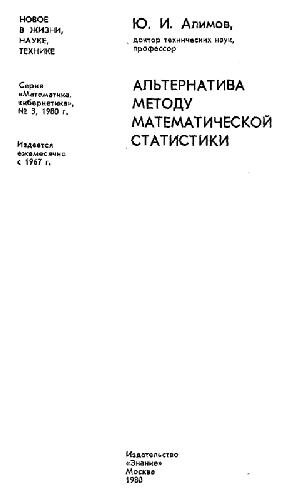 НОВОЕ
В ЖИЗНИ,
НАУКЕ,
ТЕХНИКЕ
Серия
«Математика,
кибернетика»,
№ 3, 1980 г.
Издается
ежемесячно
с 1967 г.
Ю. И. Алимов,
доктор технических наук,
профессор
АЛЬТЕРНАТИВА
МЕТОДУ
МАТЕМАТИЧЕСКОЙ
СТАТИСТИКИ
Издательство
«Знание»
Москва
1980